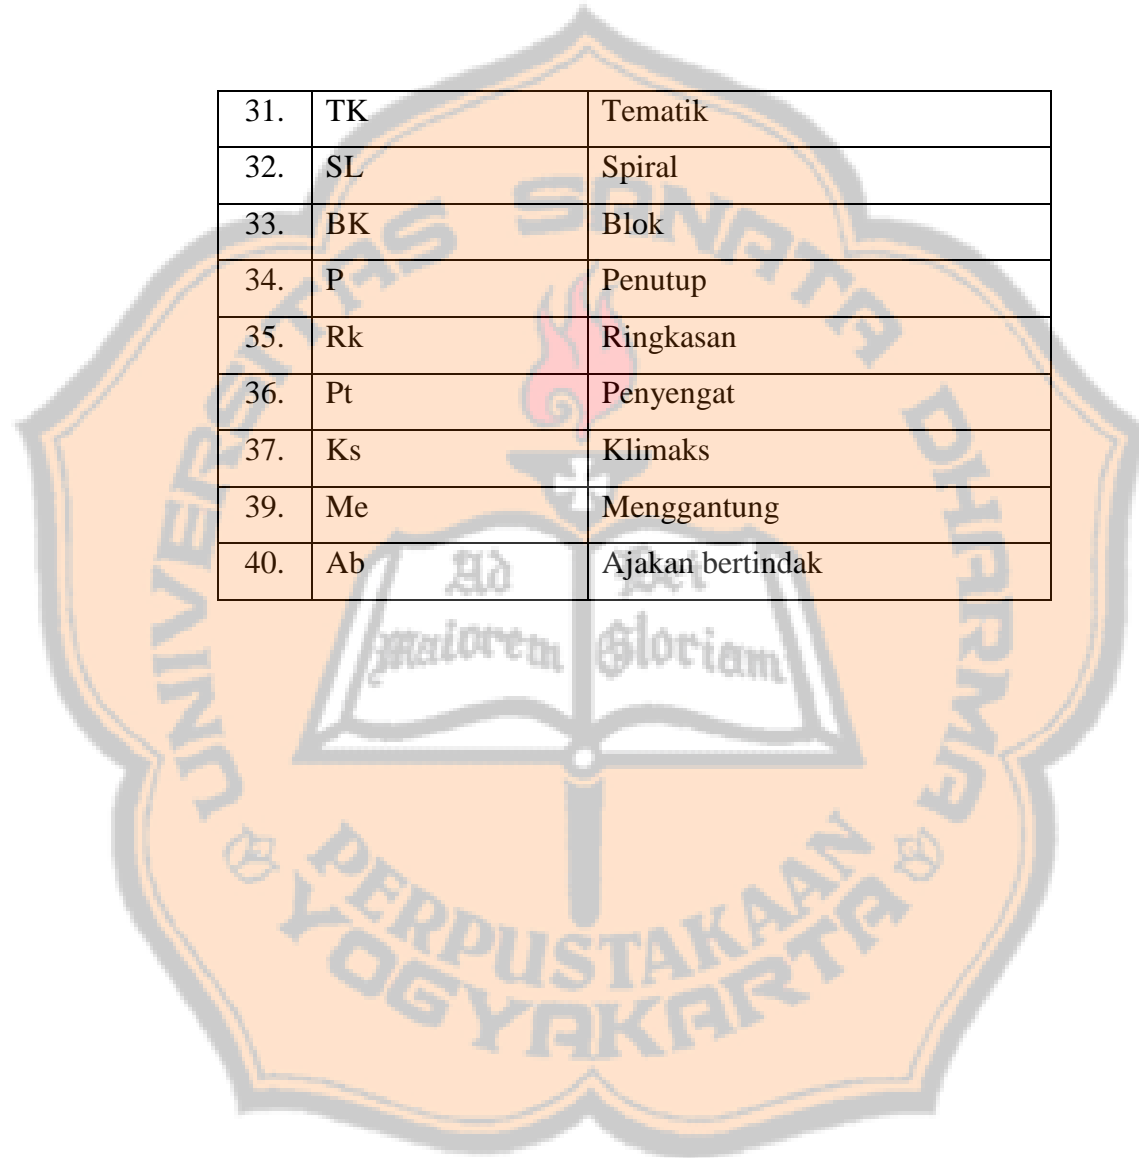 31. TK Tematik
32. SL Spiral
33. BK Blok
34. P Penutup
35. Rk Ringkasan
36. Pt Penyengat
37. Ks Klimaks
39. Me Menggantung
40. Ab Ajakan bertindak
UNIVERSITAS SANATA DHARMA
Ad Dei
maiorem Gloriam
PERPUSTAKAAN
YOGYAKARTA